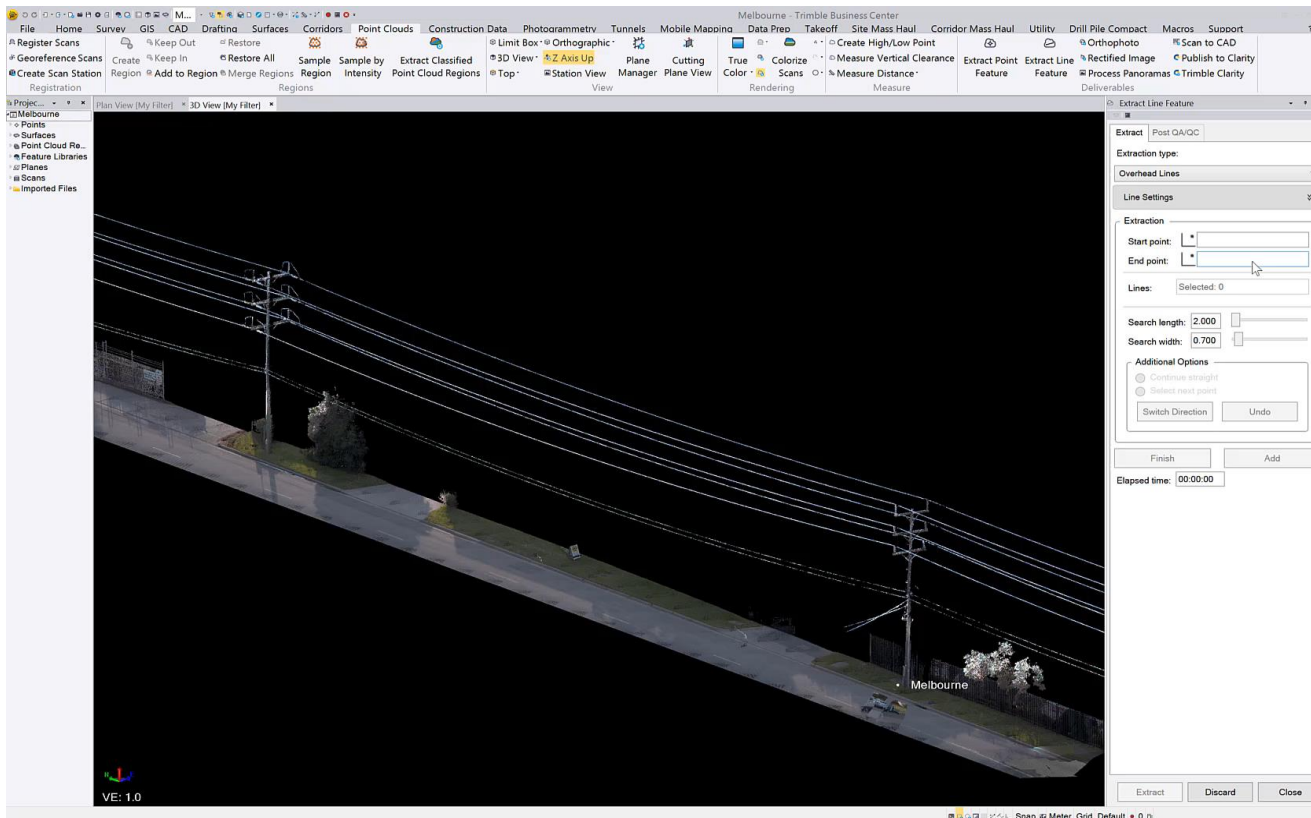 M...
Melbourne - Trimble Business Center
File Home Survey GIS CAD Drafting Surfaces Corridors Point Clouds Construction Data Photogrammetry Tunnels Mobile Mapping Data Prep Takeoff Site Mass Haul Corridor Mass Haul Utility Drill Pile Compact Macros Support
Register Scans
Georeference Scans
Create Scan Station
Registration
Create Region
Keep Out
Keep In
Add to Region
Restore
Restore All
Merge Regions
Sample Region
Sample by Intensity
Extract Classified Point Cloud Regions
Regions
Limit Box
3D View
Top
Orthographic
Z Axis Up
Station View
Plane Manager
Cutting Plane View
View
True Color
Colorize Scans
Rendering
Create High/Low Point
Measure Vertical Clearance
Measure Distance
Measure
Extract Point Feature
Extract Line Feature
Orthophoto
Rectified Image
Process Panoramas
Scan to CAD
Publish to Clarity
Trimble Clarity
Deliverables
Projec...
Melbourne
Points
Surfaces
Point Cloud Re...
Feature Libraries
Planes
Scans
Imported Files
Plan View [My Filter]
3D View [My Filter]
Melbourne
VE: 1.0
Extract Line Feature
Extract
Post QA/QC
Extraction type:
Overhead Lines
Line Settings
Extraction
Start point:
End point:
Lines: Selected: 0
Search length: 2.000
Search width: 0.700
Additional Options
Continue straight
Select next point
Switch Direction
Undo
Finish
Add
Elapsed time: 00:00:00
Extract
Discard
Close
Snap Meter Grid Default 0